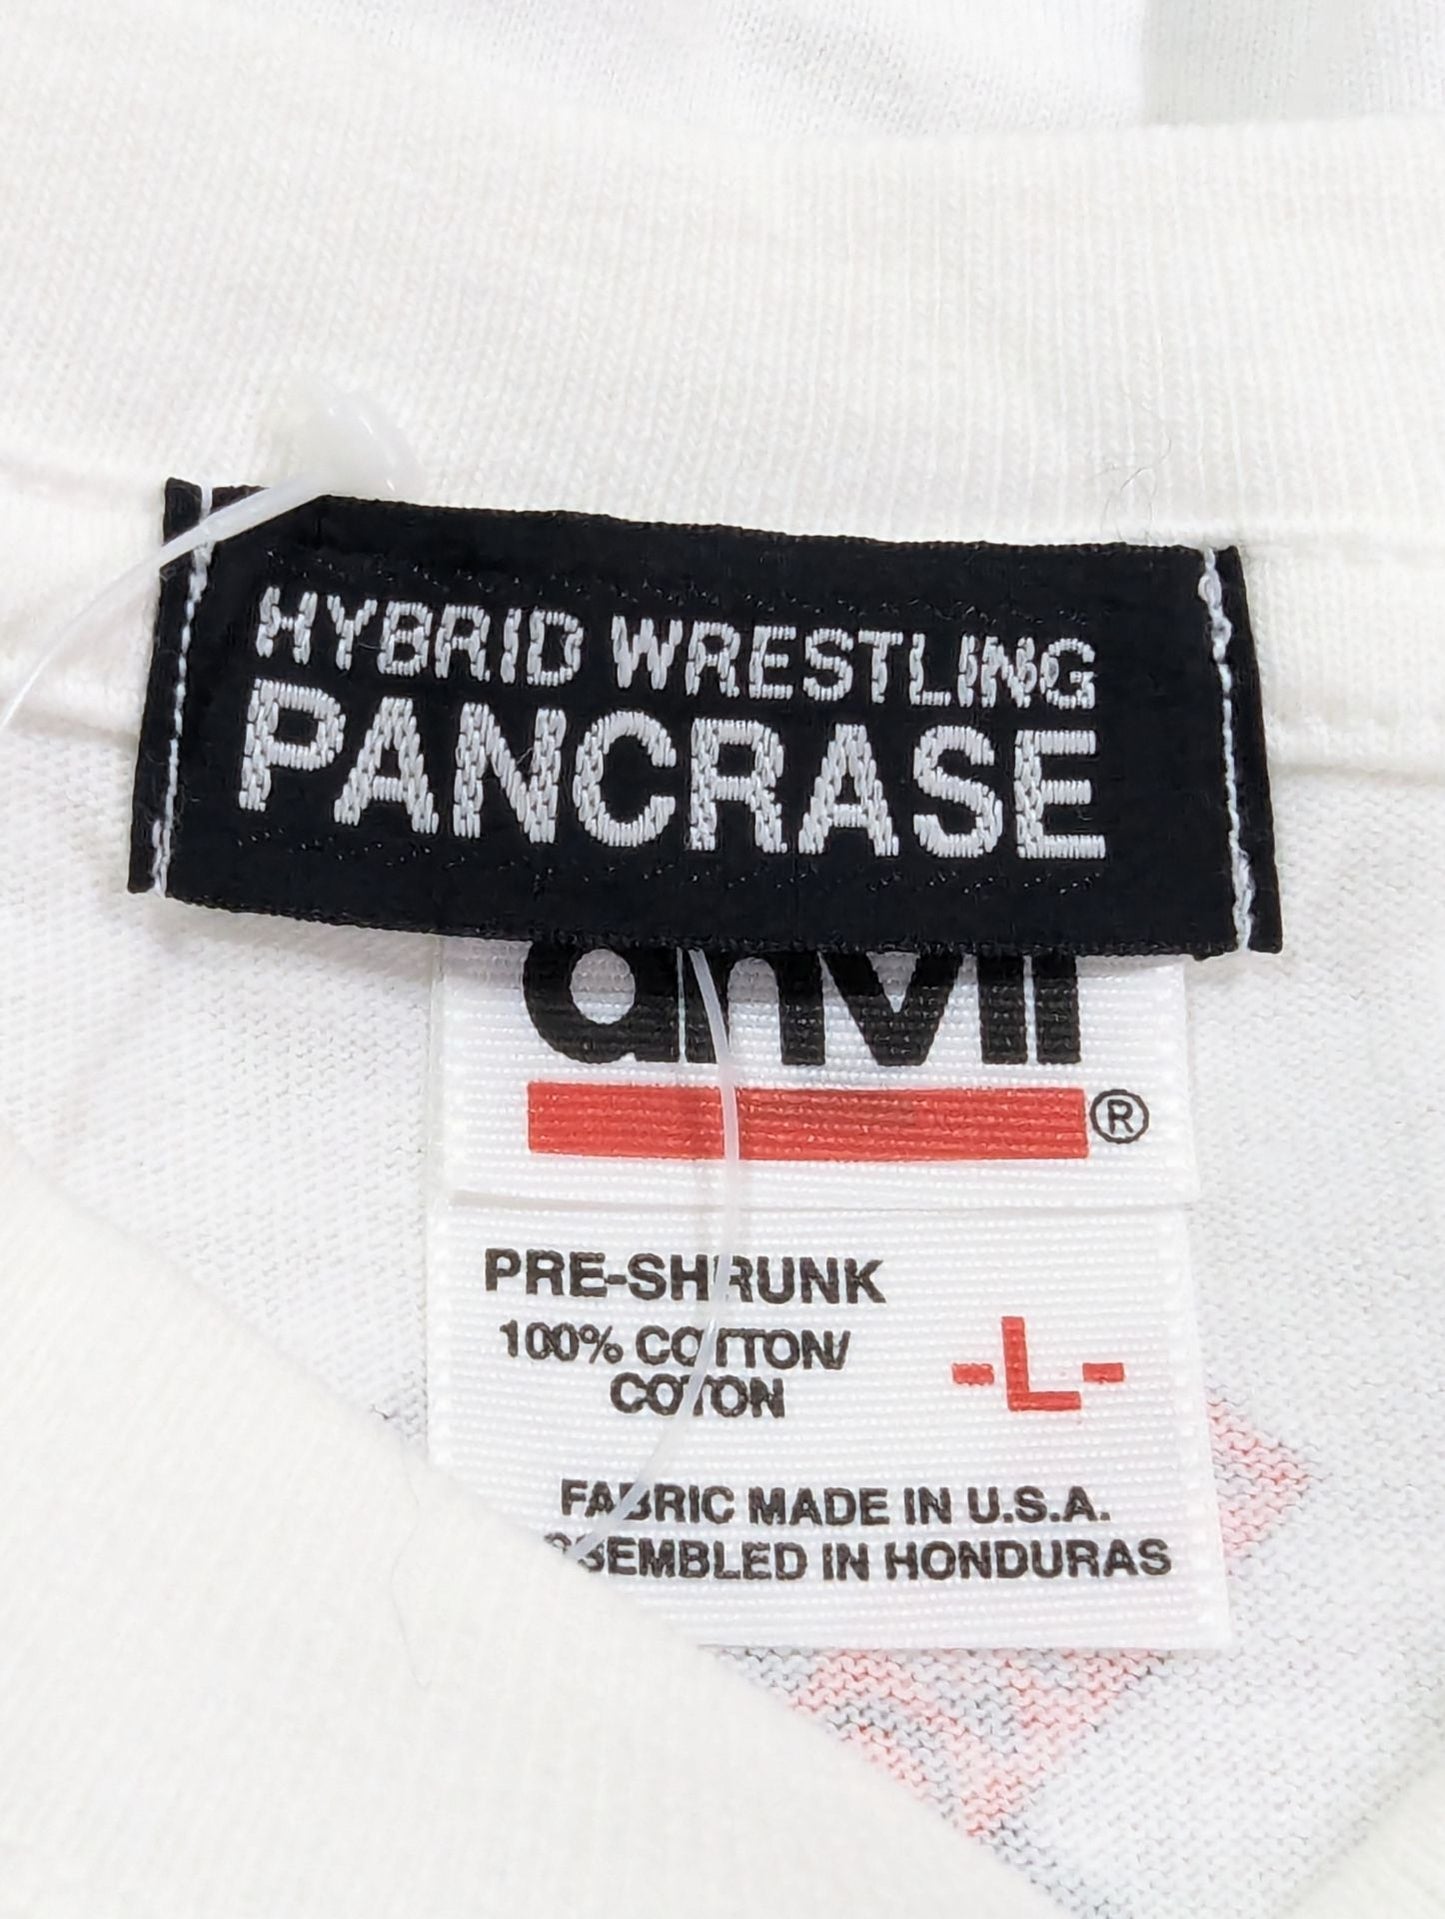 HYBRID WRESTLING
PANCRASE
anvil
®
PRE-SHRUNK
100% COTTON/
COTON
-L-
FABRIC MADE IN U.S.A.
SSEMBLED IN HONDURAS